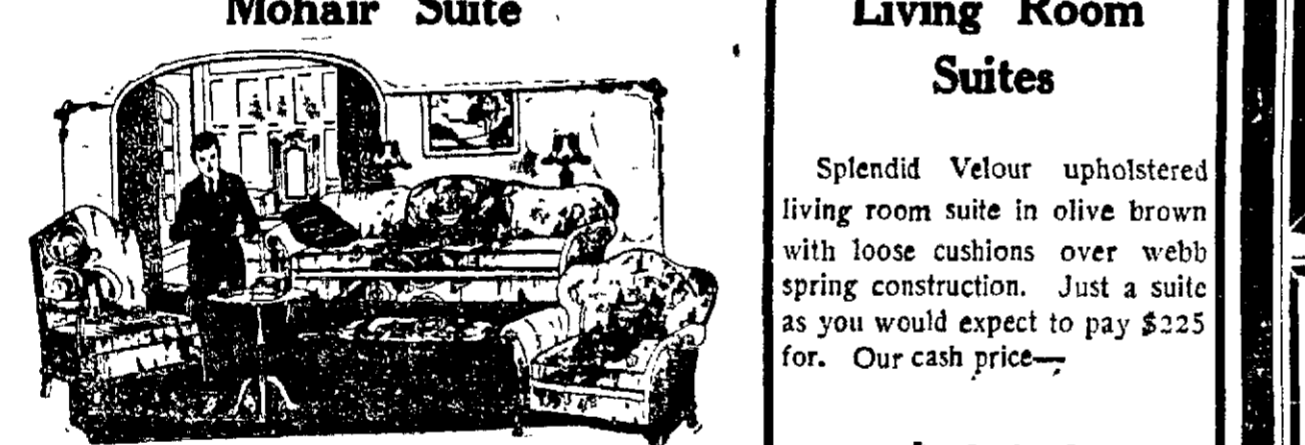 Mohair Suite
Living Room
Suites
Splendid Velour upholstered
living room suite in olive brown
with loose cushions over webb
spring construction. Just a suite
as you would expect to pay $225
for. Our cash price—